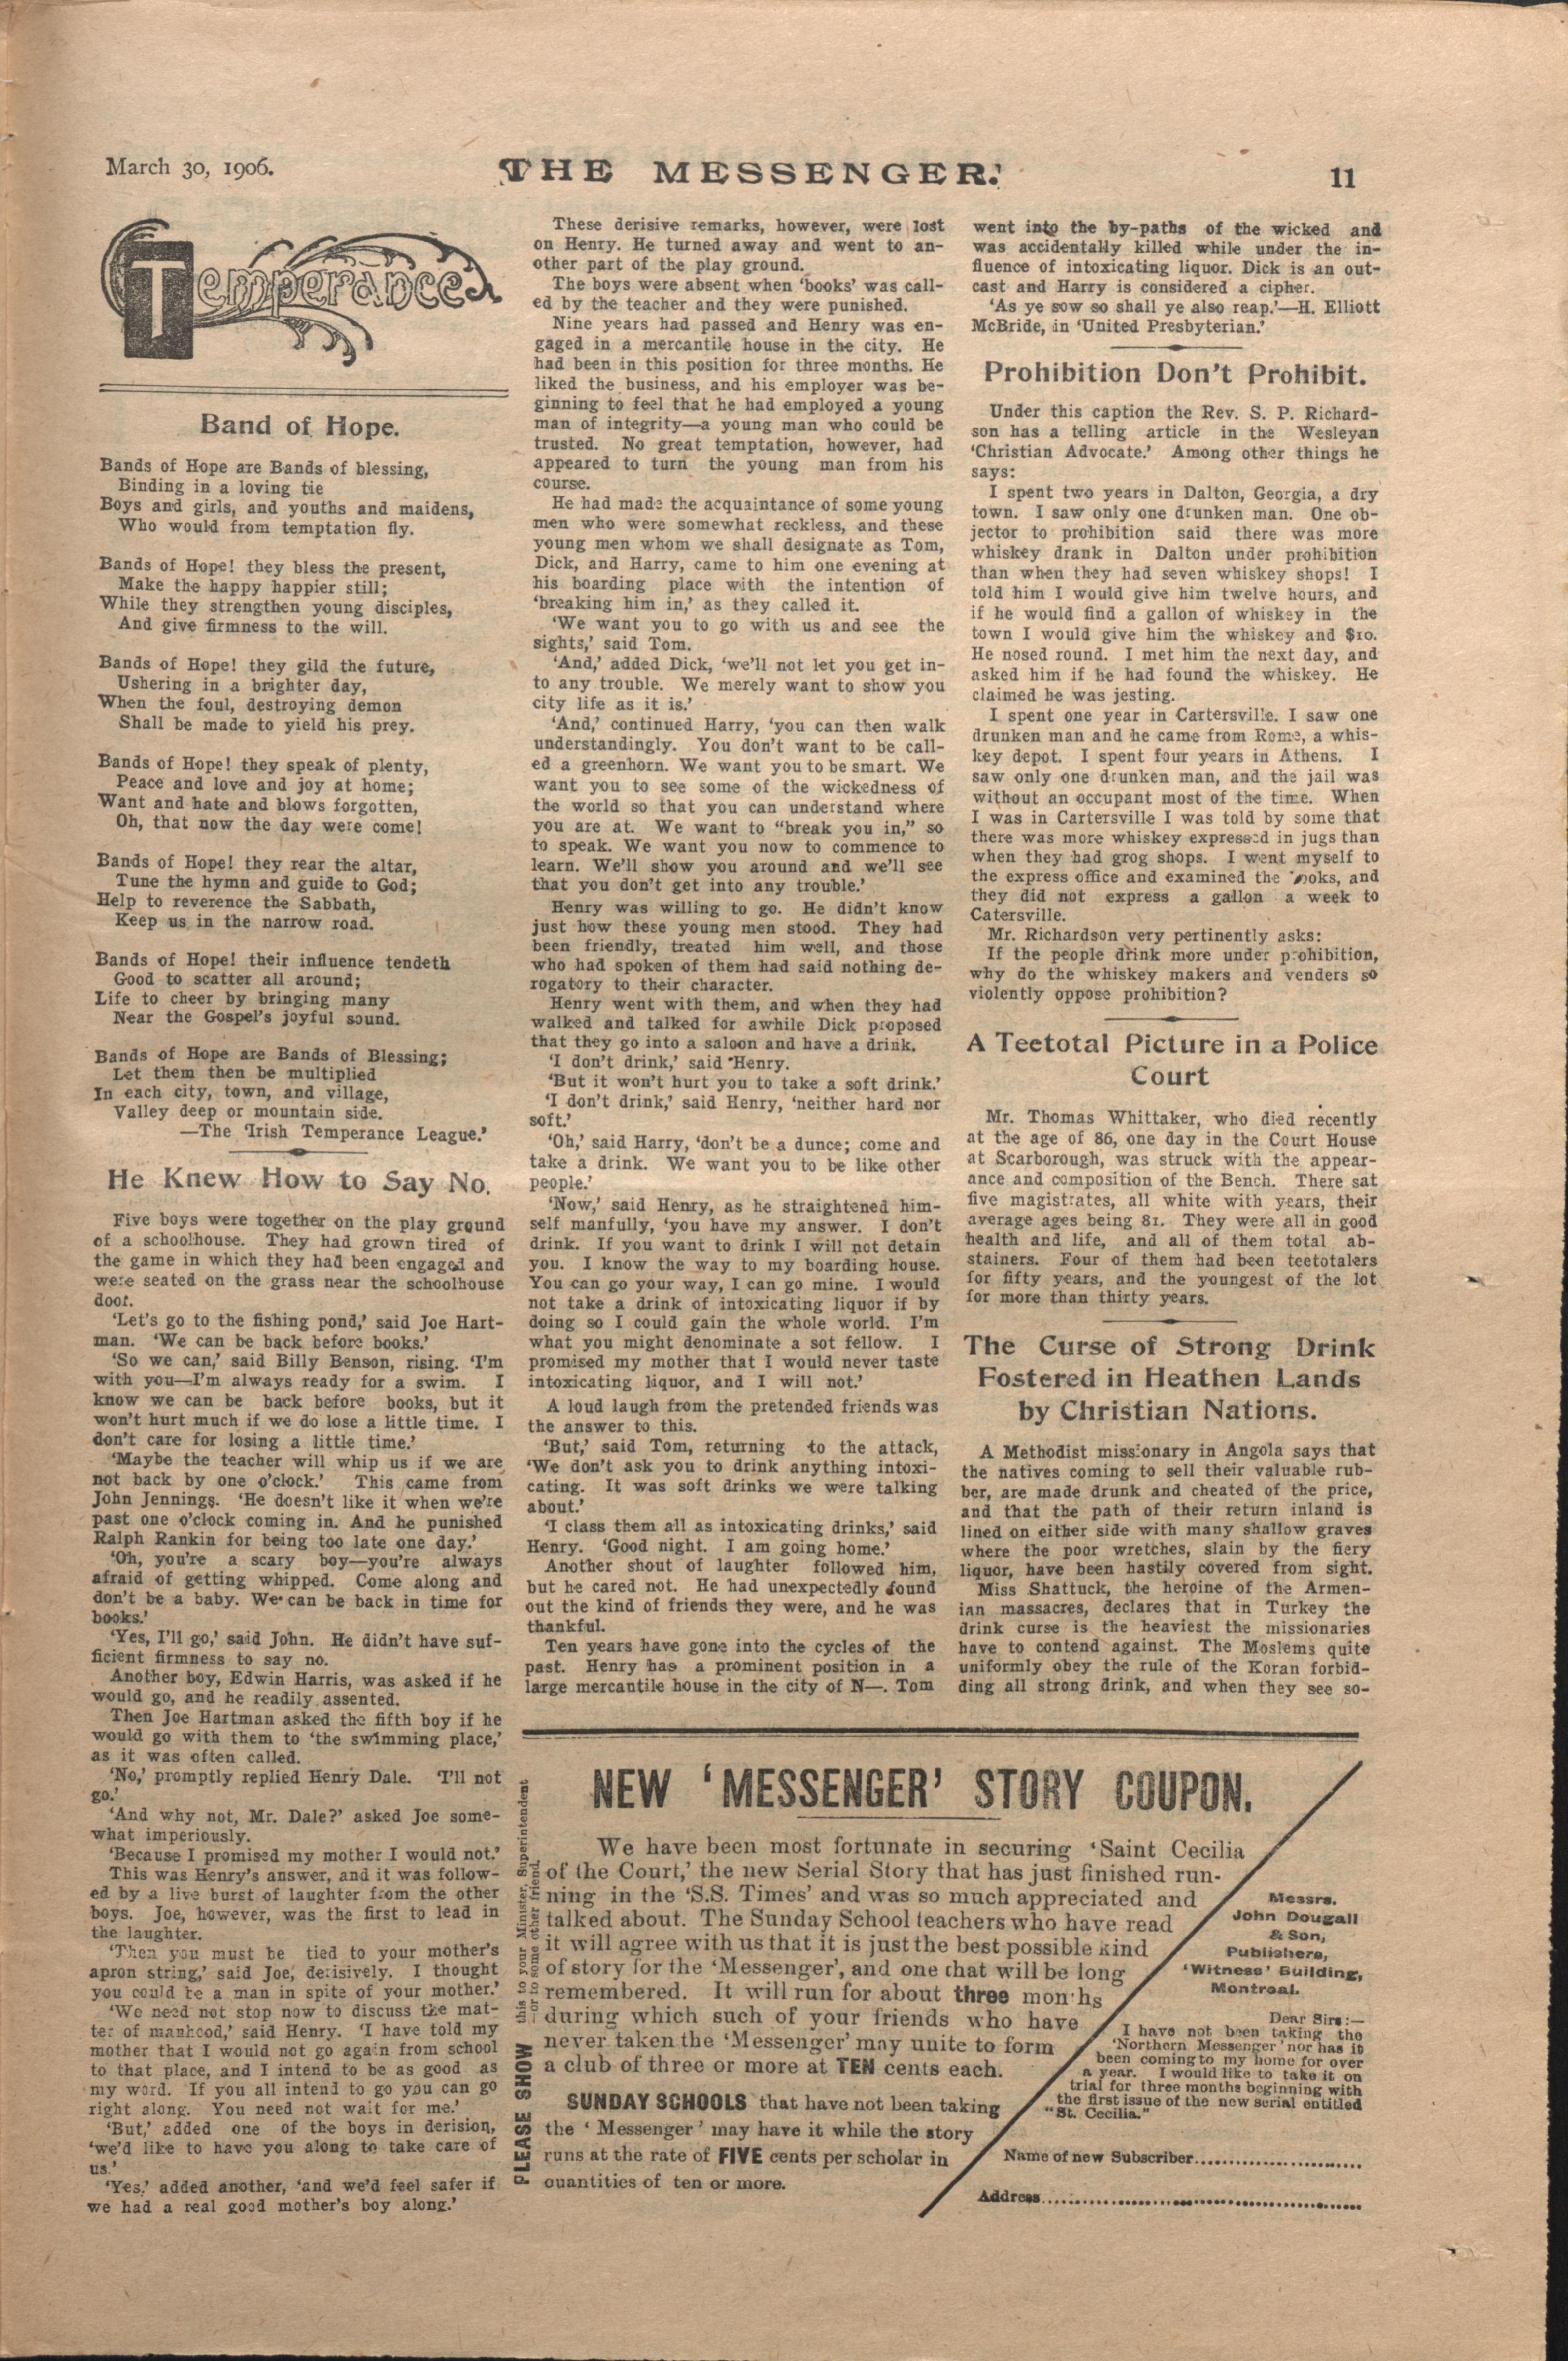 March 30, 1906.
THE MESSENGER.
11
Temperance
Band of Hope.
Bands of Hope are Bands of blessing,
Binding in a loving tie
Boys and girls, and youths and maidens,
Who would from temptation fly.
Bands of Hope! they bless the present,
Make the happy happier still;
While they strengthen young disciples,
And give firmness to the will.
Bands of Hope! they gild the future,
Ushering in a brighter day,
When the foul, destroying demon
Shall be made to yield his prey.
Bands of Hope! they speak of plenty,
Peace and love and joy at home;
Want and hate and blows forgotten,
Oh, that now the day were come!
Bands of Hope! they rear the altar,
Tune the hymn and guide to God;
Help to reverence the Sabbath,
Keep us in the narrow road.
Bands of Hope! their influence tendeth
Good to scatter all around;
Life to cheer by bringing many
Near the Gospel's joyful sound.
Bands of Hope are Bands of Blessing;
Let them then be multiplied
In each city, town, and village,
Valley deep or mountain side.
—The 'Irish Temperance League.'
He Knew How to Say No.
Five boys were together on the play ground
of a schoolhouse. They had grown tired of
the game in which they had been engaged and
were seated on the grass near the schoolhouse
door.
'Let's go to the fishing pond,' said Joe Hart-
man. 'We can be back before books.'
'So we can,' said Billy Benson, rising. 'I'm
with you—I'm always ready for a swim. I
know we can be back before books, but it
won't hurt much if we do lose a little time. I
don't care for losing a little time.'
'Maybe the teacher will whip us if we are
not back by one o'clock.' This came from
John Jennings. 'He doesn't like it when we're
past one o'clock coming in. And he punished
Ralph Rankin for being too late one day.'
'Oh, you're a scary boy—you're always
afraid of getting whipped. Come along and
don't be a baby. We can be back in time for
books.'
'Yes, I'll go,' said John. He didn't have suf-
ficient firmness to say no.
Another boy, Edwin Harris, was asked if he
would go, and he readily assented.
Then Joe Hartman asked the fifth boy if he
would go with them to 'the swimming place,'
as it was often called.
'No,' promptly replied Henry Dale. 'I'll not
go.'
'And why not, Mr. Dale?' asked Joe some-
what imperiously.
'Because I promised my mother I would not.'
This was Henry's answer, and it was follow-
ed by a live burst of laughter from the other
boys. Joe, however, was the first to lead in
the laughter.
'Then you must be tied to your mother's
apron string,' said Joe, derisively. I thought
you could be a man in spite of your mother.'
'We need not stop now to discuss the mat-
ter of manhood,' said Henry. 'I have told my
mother that I would not go again from school
to that place, and I intend to be as good as
my word. If you all intend to go you can go
right along. You need not wait for me.'
'But,' added one of the boys in derision,
'we'd like to have you along to take care of
us.'
'Yes,' added another, 'and we'd feel safer if
we had a real good mother's boy along.'
These derisive remarks, however, were lost
on Henry. He turned away and went to an-
other part of the play ground.
The boys were absent when 'books' was call-
ed by the teacher and they were punished.
Nine years had passed and Henry was en-
gaged in a mercantile house in the city. He
had been in this position for three months. He
liked the business, and his employer was be-
ginning to feel that he had employed a young
man of integrity—a young man who could be
trusted. No great temptation, however, had
appeared to turn the young man from his
course.
He had made the acquaintance of some young
men who were somewhat reckless, and these
young men whom we shall designate as Tom,
Dick, and Harry, came to him one evening at
his boarding place with the intention of
'breaking him in,' as they called it.
'We want you to go with us and see the
sights,' said Tom.
'And,' added Dick, 'we'll not let you get in-
to any trouble. We merely want to show you
city life as it is.'
'And,' continued Harry, 'you can then walk
understandingly. You don't want to be call-
ed a greenhorn. We want you to be smart. We
want you to see some of the wickedness of
the world so that you can understand where
you are at. We want to "break you in," so
to speak. We want you now to commence to
learn. We'll show you around and we'll see
that you don't get into any trouble.'
Henry was willing to go. He didn't know
just how these young men stood. They had
been friendly, treated him well, and those
who had spoken of them had said nothing de-
rogatory to their character.
Henry went with them, and when they had
walked and talked for awhile Dick proposed
that they go into a saloon and have a drink.
'I don't drink,' said Henry.
'But it won't hurt you to take a soft drink.'
'I don't drink,' said Henry, 'neither hard nor
soft.'
'Oh,' said Harry, 'don't be a dunce; come and
take a drink. We want you to be like other
people.'
'Now,' said Henry, as he straightened him-
self manfully, 'you have my answer. I don't
drink. If you want to drink I will not detain
you. I know the way to my boarding house.
You can go your way, I can go mine. I would
not take a drink of intoxicating liquor if by
doing so I could gain the whole world. I'm
what you might denominate a sot fellow. I
promised my mother that I would never taste
intoxicating liquor, and I will not.'
A loud laugh from the pretended friends was
the answer to this.
'But,' said Tom, returning to the attack,
'We don't ask you to drink anything intoxi-
cating. It was soft drinks we were talking
about.'
'I class them all as intoxicating drinks,' said
Henry. 'Good night. I am going home.'
Another shout of laughter followed him,
but he cared not. He had unexpectedly found
out the kind of friends they were, and he was
thankful.
Ten years have gone into the cycles of the
past. Henry has a prominent position in a
large mercantile house in the city of N—. Tom
went into the by-paths of the wicked and
was accidentally killed while under the in-
fluence of intoxicating liquor. Dick is an out-
cast and Harry is considered a cipher.
'As ye sow so shall ye also reap.'—H. Elliott
McBride, in 'United Presbyterian.'
Prohibition Don't Prohibit.
Under this caption the Rev. S. P. Richard-
son has a telling article in the Wesleyan
'Christian Advocate.' Among other things he
says:
I spent two years in Dalton, Georgia, a dry
town. I saw only one drunken man. One ob-
jector to prohibition said there was more
whiskey drank in Dalton under prohibition
than when they had seven whiskey shops! I
told him I would give him twelve hours, and
if he would find a gallon of whiskey in the
town I would give him the whiskey and $10.
He nosed round. I met him the next day, and
asked him if he had found the whiskey. He
claimed he was jesting.
I spent one year in Cartersville. I saw one
drunken man and he came from Rome, a whis-
key depot. I spent four years in Athens. I
saw only one drunken man, and the jail was
without an occupant most of the time. When
I was in Cartersville I was told by some that
there was more whiskey expressed in jugs than
when they had grog shops. I went myself to
the express office and examined the books, and
they did not express a gallon a week to
Catersville.
Mr. Richardson very pertinently asks:
If the people drink more under prohibition,
why do the whiskey makers and venders so
violently oppose prohibition?
A Teetotal Picture in a Police
Court
Mr. Thomas Whittaker, who died recently
at the age of 86, one day in the Court House
at Scarborough, was struck with the appear-
ance and composition of the Bench. There sat
five magistrates, all white with years, their
average ages being 81. They were all in good
health and life, and all of them total ab-
stainers. Four of them had been teetotalers
for fifty years, and the youngest of the lot
for more than thirty years.
The Curse of Strong Drink
Fostered in Heathen Lands
by Christian Nations.
A Methodist missionary in Angola says that
the natives coming to sell their valuable rub-
ber, are made drunk and cheated of the price,
and that the path of their return inland is
lined on either side with many shallow graves
where the poor wretches, slain by the fiery
liquor, have been hastily covered from sight.
Miss Shattuck, the heroine of the Armen-
ian massacres, declares that in Turkey the
drink curse is the heaviest the missionaries
have to contend against. The Moslems quite
uniformly obey the rule of the Koran forbid-
ding all strong drink, and when they see so-
NEW 'MESSENGER' STORY COUPON.
PLEASE SHOW this to your Minister, Superintendent
—or to some other friend.
We have been most fortunate in securing 'Saint Cecilia
of the Court,' the new Serial Story that has just finished run-
ning in the 'S.S. Times' and was so much appreciated and
talked about. The Sunday School teachers who have read
it will agree with us that it is just the best possible kind
of story for the 'Messenger', and one that will be long
remembered. It will run for about three months
during which such of your friends who have
never taken the 'Messenger' may unite to form
a club of three or more at TEN cents each.
SUNDAY SCHOOLS that have not been taking
the 'Messenger' may have it while the story
runs at the rate of FIVE cents per scholar in
quantities of ten or more.
Messrs.
John Dougall
& Son,
Publishers,
'Witness' Building,
Montreal.
Dear Sirs:—
I have not been taking the
'Northern Messenger' nor has it
been coming to my home for over
a year. I would like to take it on
trial for three months beginning with
the first issue of the new serial entitled
"St. Cecilia."
Name of new Subscriber........................
Address................................................